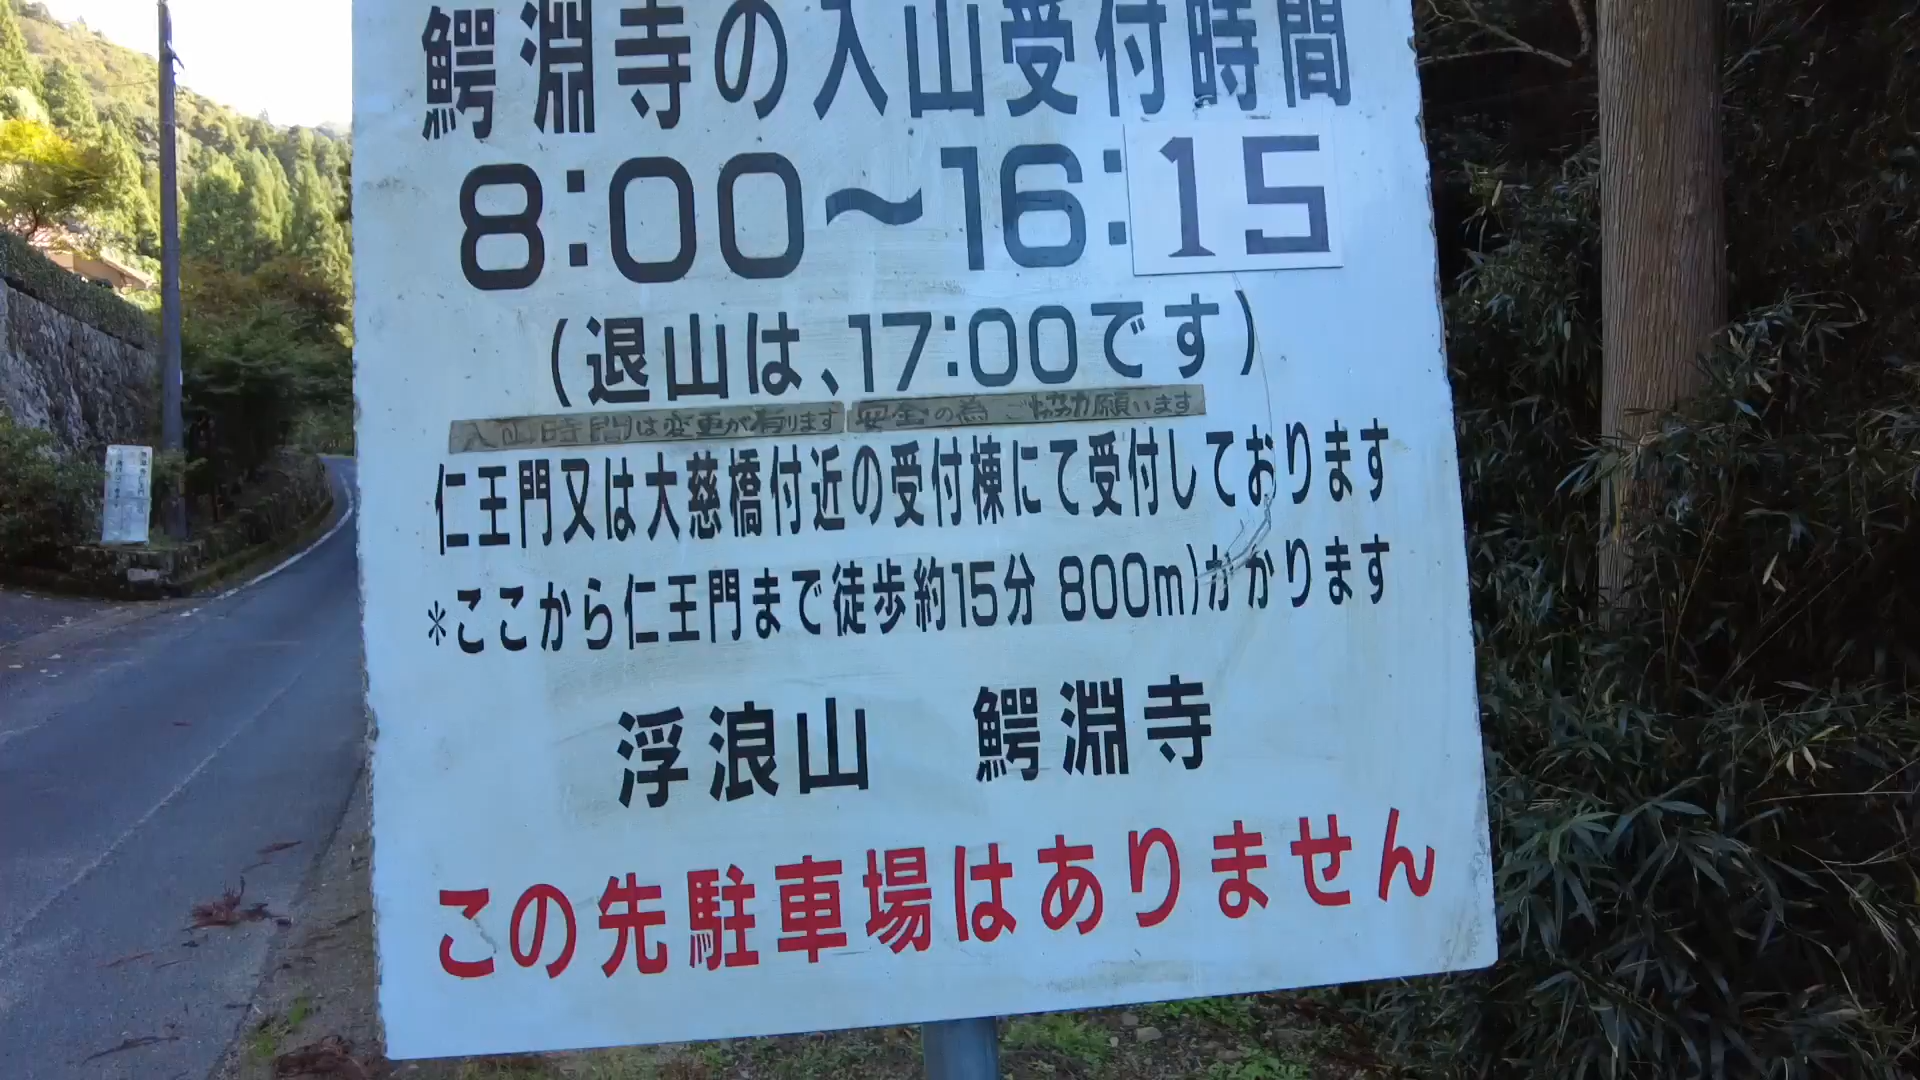 鰐淵寺の入山受付時間
8:00～16:15
(退山は、17:00です)
入山時間は変更が有ります 安全の為 ご協力願います
仁王門又は大慈橋付近の受付棟にて受付しております
*ここから仁王門まで徒歩約15分 800m)かかります
浮浪山 鰐淵寺
この先駐車場はありません